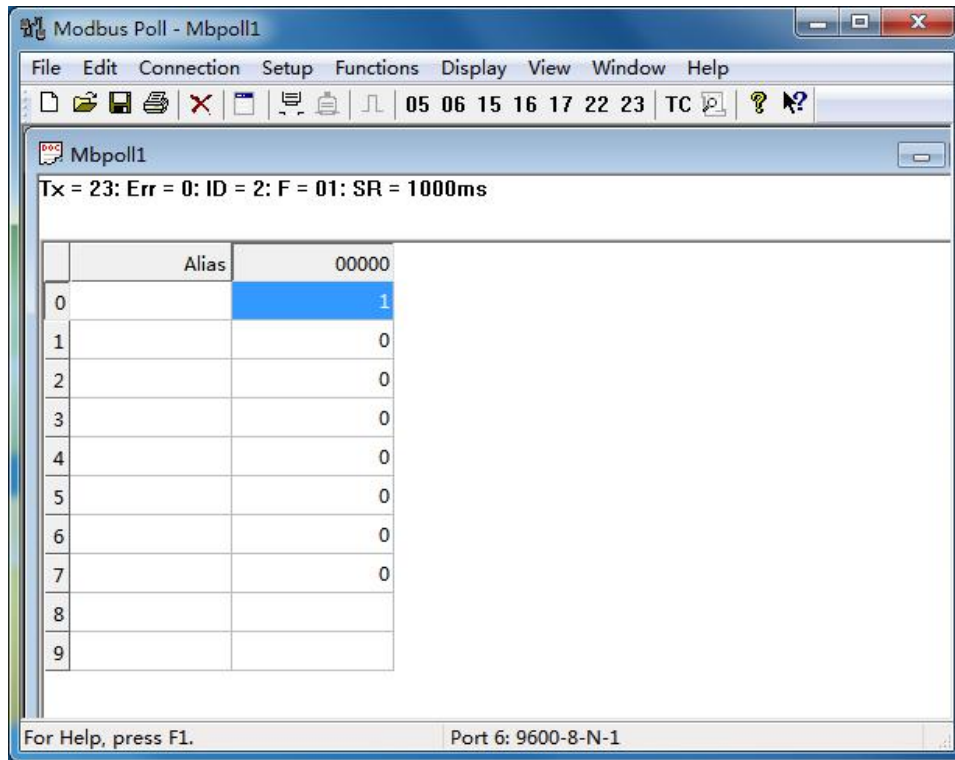 Modbus Poll - Mbpoll1
File Edit Connection Setup Functions Display View Window Help
05 06 15 16 17 22 23 TC
Mbpoll1
Tx = 23: Err = 0: ID = 2: F = 01: SR = 1000ms
Alias 00000
0 1
1 0
2 0
3 0
4 0
5 0
6 0
7 0
8
9
For Help, press F1. Port 6: 9600-8-N-1